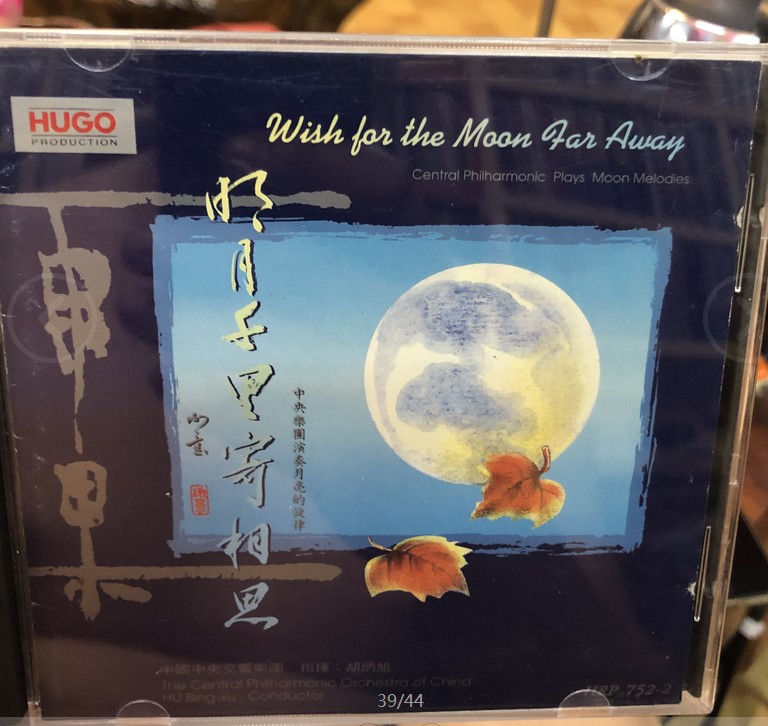 HUGO
PRODUCTION
Wish for the Moon Far Away
Central Philharmonic Plays Moon Melodies
明月千里寄相思
中央樂團演奏月亮的旋律
中國中央交響樂團 指揮：胡炳旭
The Central Philharmonic Orchestra of China
HU Bing-xu - Conductor
HRP-752-2
39/44